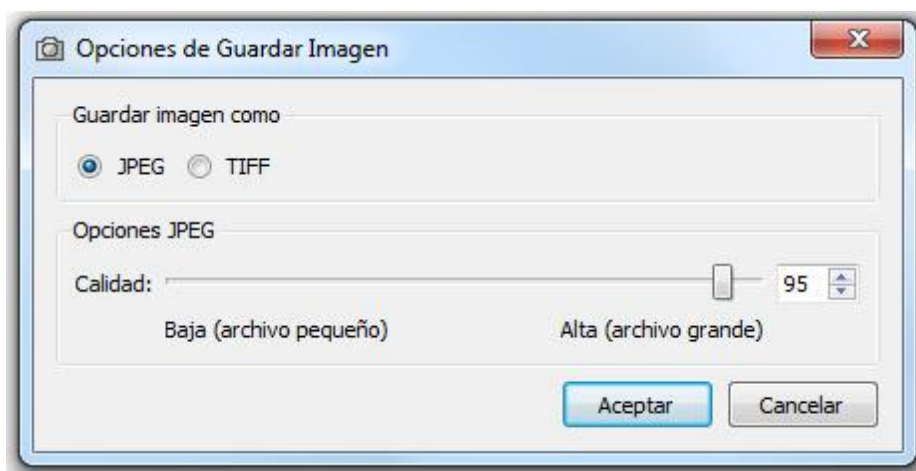 Opciones de Guardar Imagen
Guardar imagen como
JPEG TIFF
Opciones JPEG
Calidad: 95
Baja (archivo pequeño) Alta (archivo grande)
Aceptar Cancelar